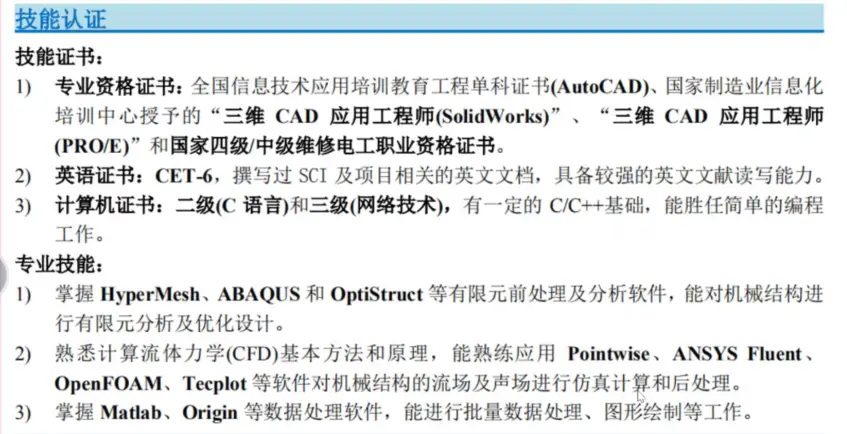 技能认证
技能证书：
1) 专业资格证书：全国信息技术应用培训教育工程单科证书(AutoCAD)、国家制造业信息化
培训中心授予的“三维 CAD 应用工程师(SolidWorks)”、“三维 CAD 应用工程师
(PRO/E)”和国家四级/中级维修电工职业资格证书。
2) 英语证书：CET-6，撰写过 SCI 及项目相关的英文文档，具备较强的英文文献读写能力。
3) 计算机证书：二级(C 语言)和三级(网络技术)，有一定的 C/C++基础，能胜任简单的编程
工作。
专业技能：
1) 掌握 HyperMesh、ABAQUS 和 OptiStruct 等有限元前处理及分析软件，能对机械结构进
行有限元分析及优化设计。
2) 熟悉计算流体力学(CFD)基本方法和原理，能熟练应用 Pointwise、ANSYS Fluent、
OpenFOAM、Tecplot 等软件对机械结构的流场及声场进行仿真计算和后处理。
3) 掌握 Matlab、Origin 等数据处理软件，能进行批量数据处理、图形绘制等工作。